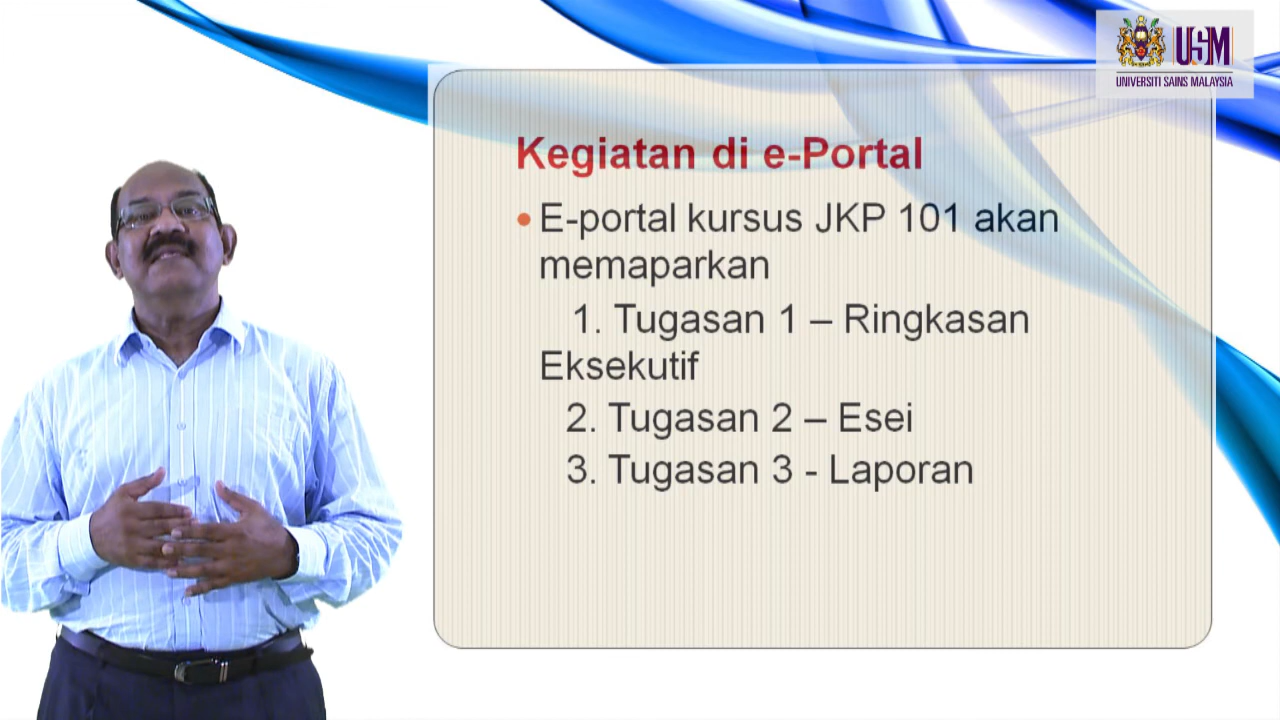 USM
UNIVERSITI SAINS MALAYSIA
Kegiatan di e-Portal
• E-portal kursus JKP 101 akan
memaparkan
1. Tugasan 1 – Ringkasan
Eksekutif
2. Tugasan 2 – Esei
3. Tugasan 3 - Laporan